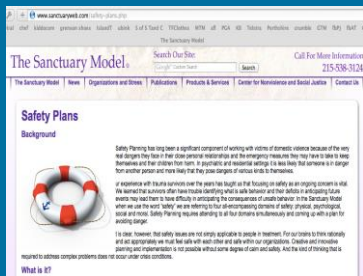 www.sanctuaryweb.com/safety-plans.php
The Sanctuary Model
The Sanctuary Model®
Search Our Site:
Search
Call For More Information
215-538-3124
The Sanctuary Model | News | Organizations and Stress | Publications | Products & Services | Center for Nonviolence and Social Justice | Contact Us
Safety Plans
Background
Safety Planning has long been a significant component of working with victims of domestic violence because of the very
real dangers they face in their close personal relationships and the emergency measures they may have to take to keep
themselves and their children from harm. In psychiatric and residential settings it is less likely that someone is in danger
from another person and more likely that they pose dangers of various kinds to themselves.
ur experience with trauma survivors over the years has taught us that focusing on safety as an ongoing concern is vital.
We learned that survivors often have trouble identifying what is safe behavior and their deficits in anticipating future
events may lead them to have difficulty in anticipating the consequences of unsafe behavior. In the Sanctuary Model
when we use the word "safety" we are referring to four all-encompassing domains of safety: physical, psychological,
social and moral. Safety Planning requires attending to all four domains simultaneously and coming up with a plan for
avoiding danger.
It is clear, however, that safety issues are not simply applicable to people in treatment. For our brains to think rationally
and act appropriately we must feel safe with each other and safe within our organizations. Creative and innovative
planning and implementation is not possible without some degree of calm and safety. And the kind of thinking that is
required to address complex problems does not occur under crisis conditions.
What is it?